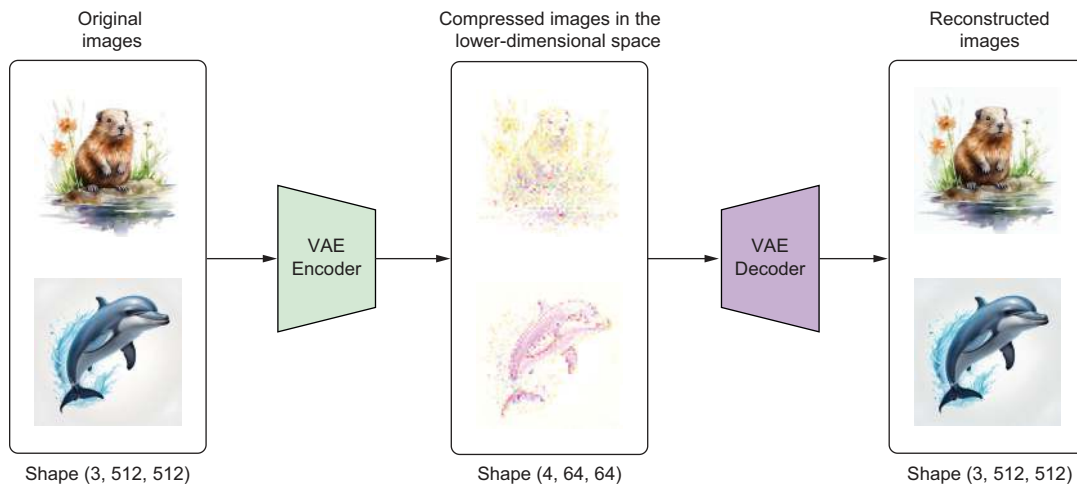 Original
images
Compressed images in the
lower-dimensional space
Reconstructed
images
VAE
Encoder
VAE
Decoder
Shape (3, 512, 512)
Shape (4, 64, 64)
Shape (3, 512, 512)